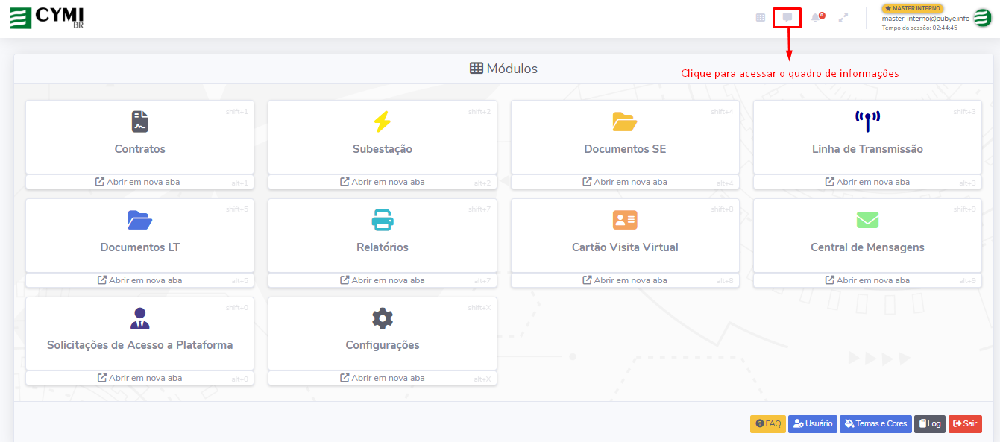 CYMI
BR
0
MASTER INTERNO
master-interno@pubye.info
Tempo da sessão: 02:44:45
Módulos
Clique para acessar o quadro de informações
shift+1
Contratos
Abrir em nova aba
alt+1
shift+2
Subestação
Abrir em nova aba
alt+2
shift+4
Documentos SE
Abrir em nova aba
alt+4
shift+3
Linha de Transmissão
Abrir em nova aba
alt+3
shift+5
Documentos LT
Abrir em nova aba
alt+5
shift+7
Relatórios
Abrir em nova aba
alt+7
shift+8
Cartão Visita Virtual
Abrir em nova aba
alt+8
shift+9
Central de Mensagens
Abrir em nova aba
alt+9
shift+0
Solicitações de Acesso a Plataforma
Abrir em nova aba
alt+0
shift+X
Configurações
Abrir em nova aba
alt+X
FAQ
Usuário
Temas e Cores
Log
Sair